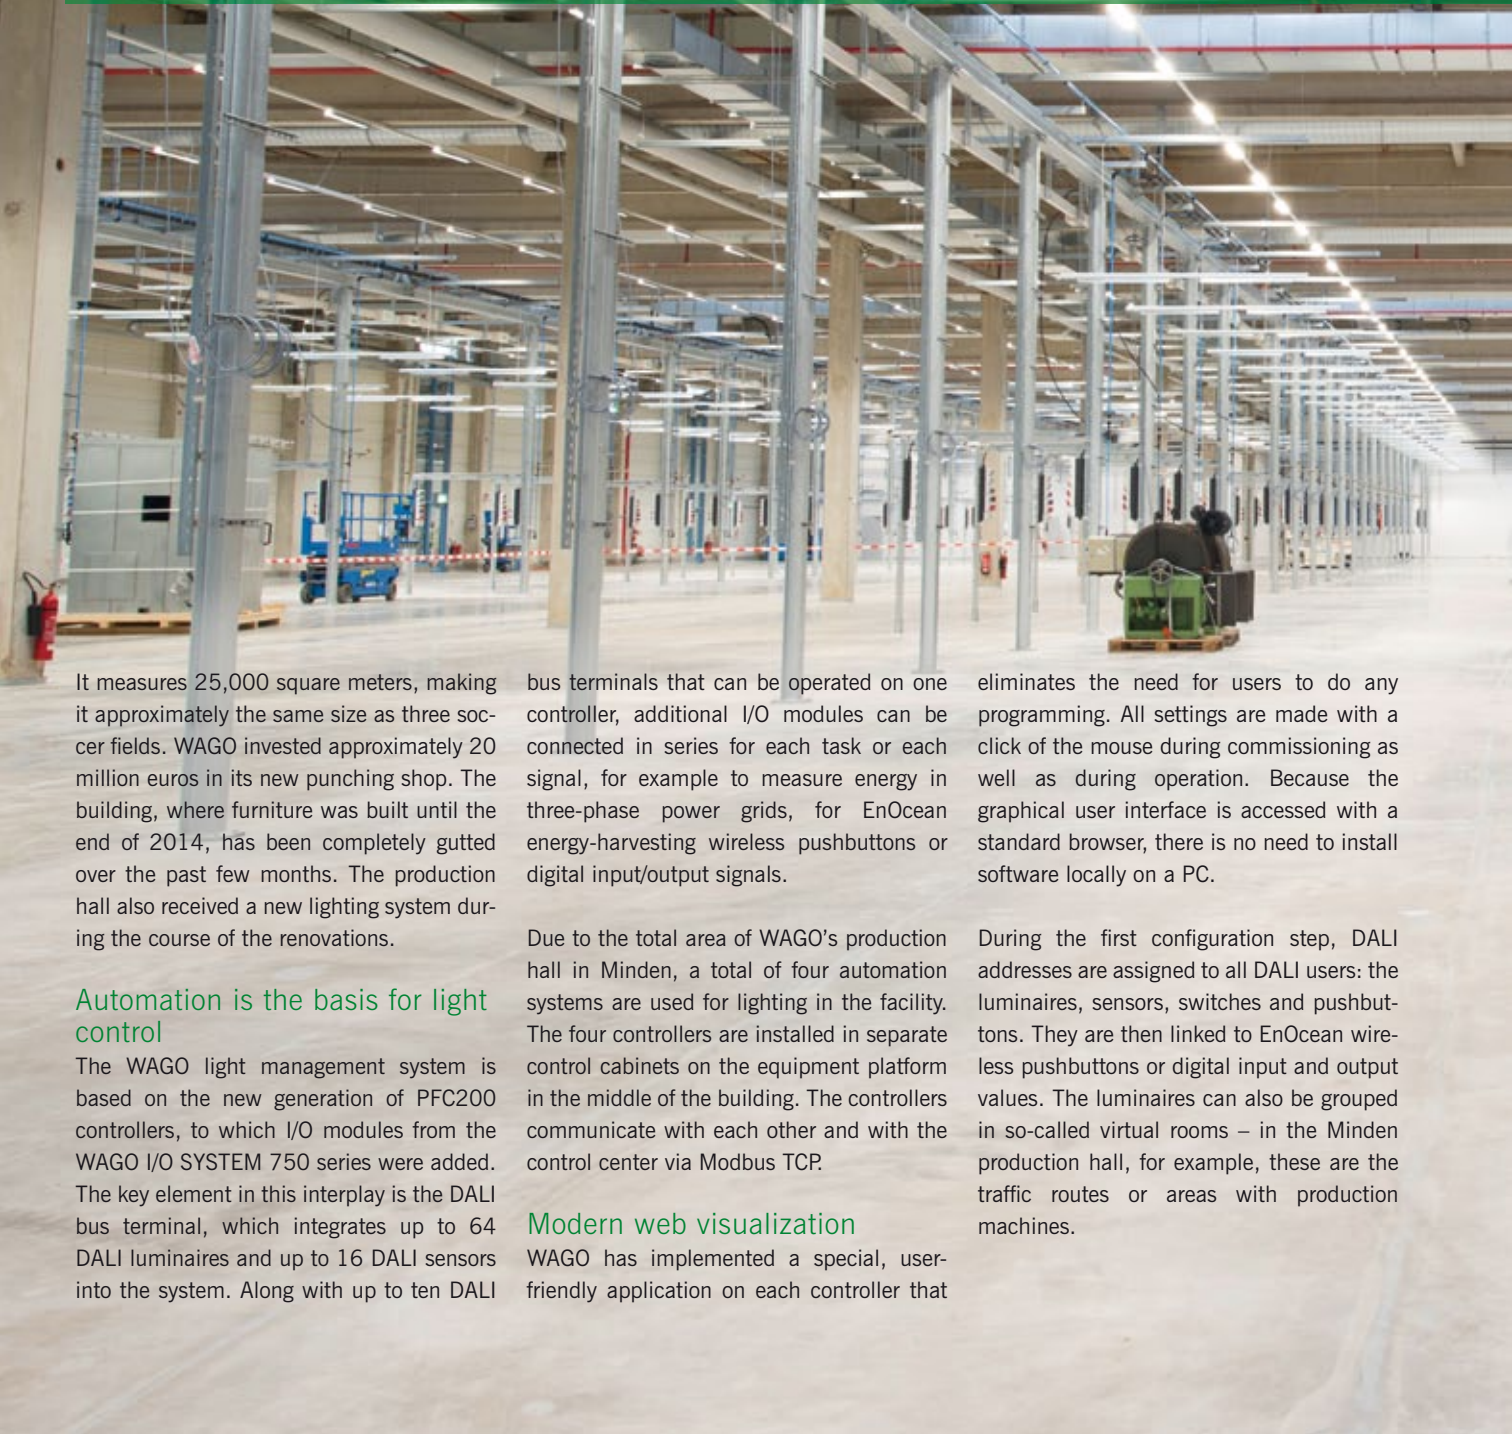 It measures 25,000 square meters, making
it approximately the same size as three soc-
cer fields. WAGO invested approximately 20
million euros in its new punching shop. The
building, where furniture was built until the
end of 2014, has been completely gutted
over the past few months. The production
hall also received a new lighting system dur-
ing the course of the renovations.
Automation is the basis for light
control
The WAGO light management system is
based on the new generation of PFC200
controllers, to which I/O modules from the
WAGO I/O SYSTEM 750 series were added.
The key element in this interplay is the DALI
bus terminal, which integrates up to 64
DALI luminaires and up to 16 DALI sensors
into the system. Along with up to ten DALI
bus terminals that can be operated on one
controller, additional I/O modules can be
connected in series for each task or each
signal, for example to measure energy in
three-phase power grids, for EnOcean
energy-harvesting wireless pushbuttons or
digital input/output signals.
Due to the total area of WAGO's production
hall in Minden, a total of four automation
systems are used for lighting in the facility.
The four controllers are installed in separate
control cabinets on the equipment platform
in the middle of the building. The controllers
communicate with each other and with the
control center via Modbus TCP.
Modern web visualization
WAGO has implemented a special, user-
friendly application on each controller that
eliminates the need for users to do any
programming. All settings are made with a
click of the mouse during commissioning as
well as during operation. Because the
graphical user interface is accessed with a
standard browser, there is no need to install
software locally on a PC.
During the first configuration step, DALI
addresses are assigned to all DALI users: the
luminaires, sensors, switches and pushbut-
tons. They are then linked to EnOcean wire-
less pushbuttons or digital input and output
values. The luminaires can also be grouped
in so-called virtual rooms – in the Minden
production hall, for example, these are the
traffic routes or areas with production
machines.